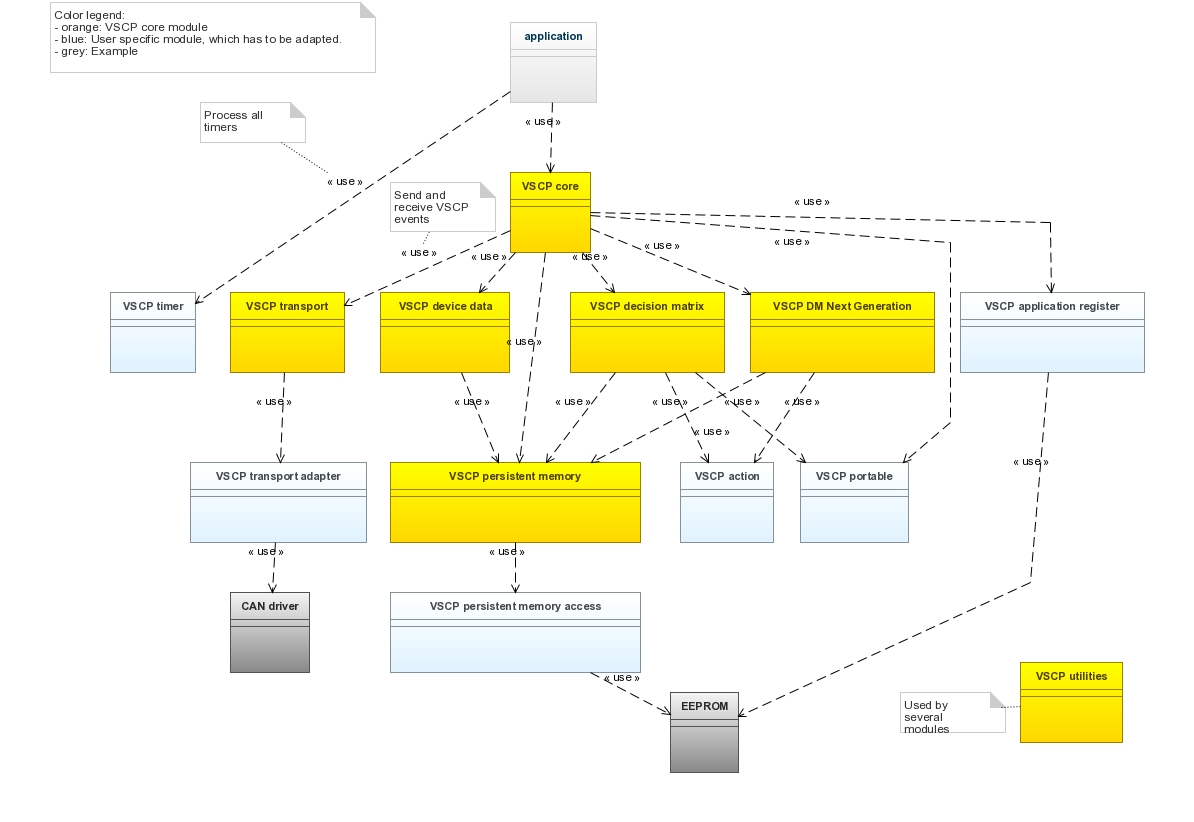 Color legend:
- orange: VSCP core module
- blue: User specific module, which has to be adapted.
- grey: Example
application
Process all
timers
« use »
« use »
VSCP core
Send and
receive VSCP
events
« use »
« use »
« use »
« use »
« use »
« use »
« use »
VSCP timer
VSCP transport
VSCP device data
VSCP decision matrix
VSCP DM Next Generation
VSCP application register
« use »
« use »
« use »
« use »
« use »
« use »
« use »
« use »
« use »
VSCP transport adapter
VSCP persistent memory
VSCP action
VSCP portable
« use »
« use »
CAN driver
VSCP persistent memory access
« use »
EEPROM
VSCP utilities
Used by
several
modules